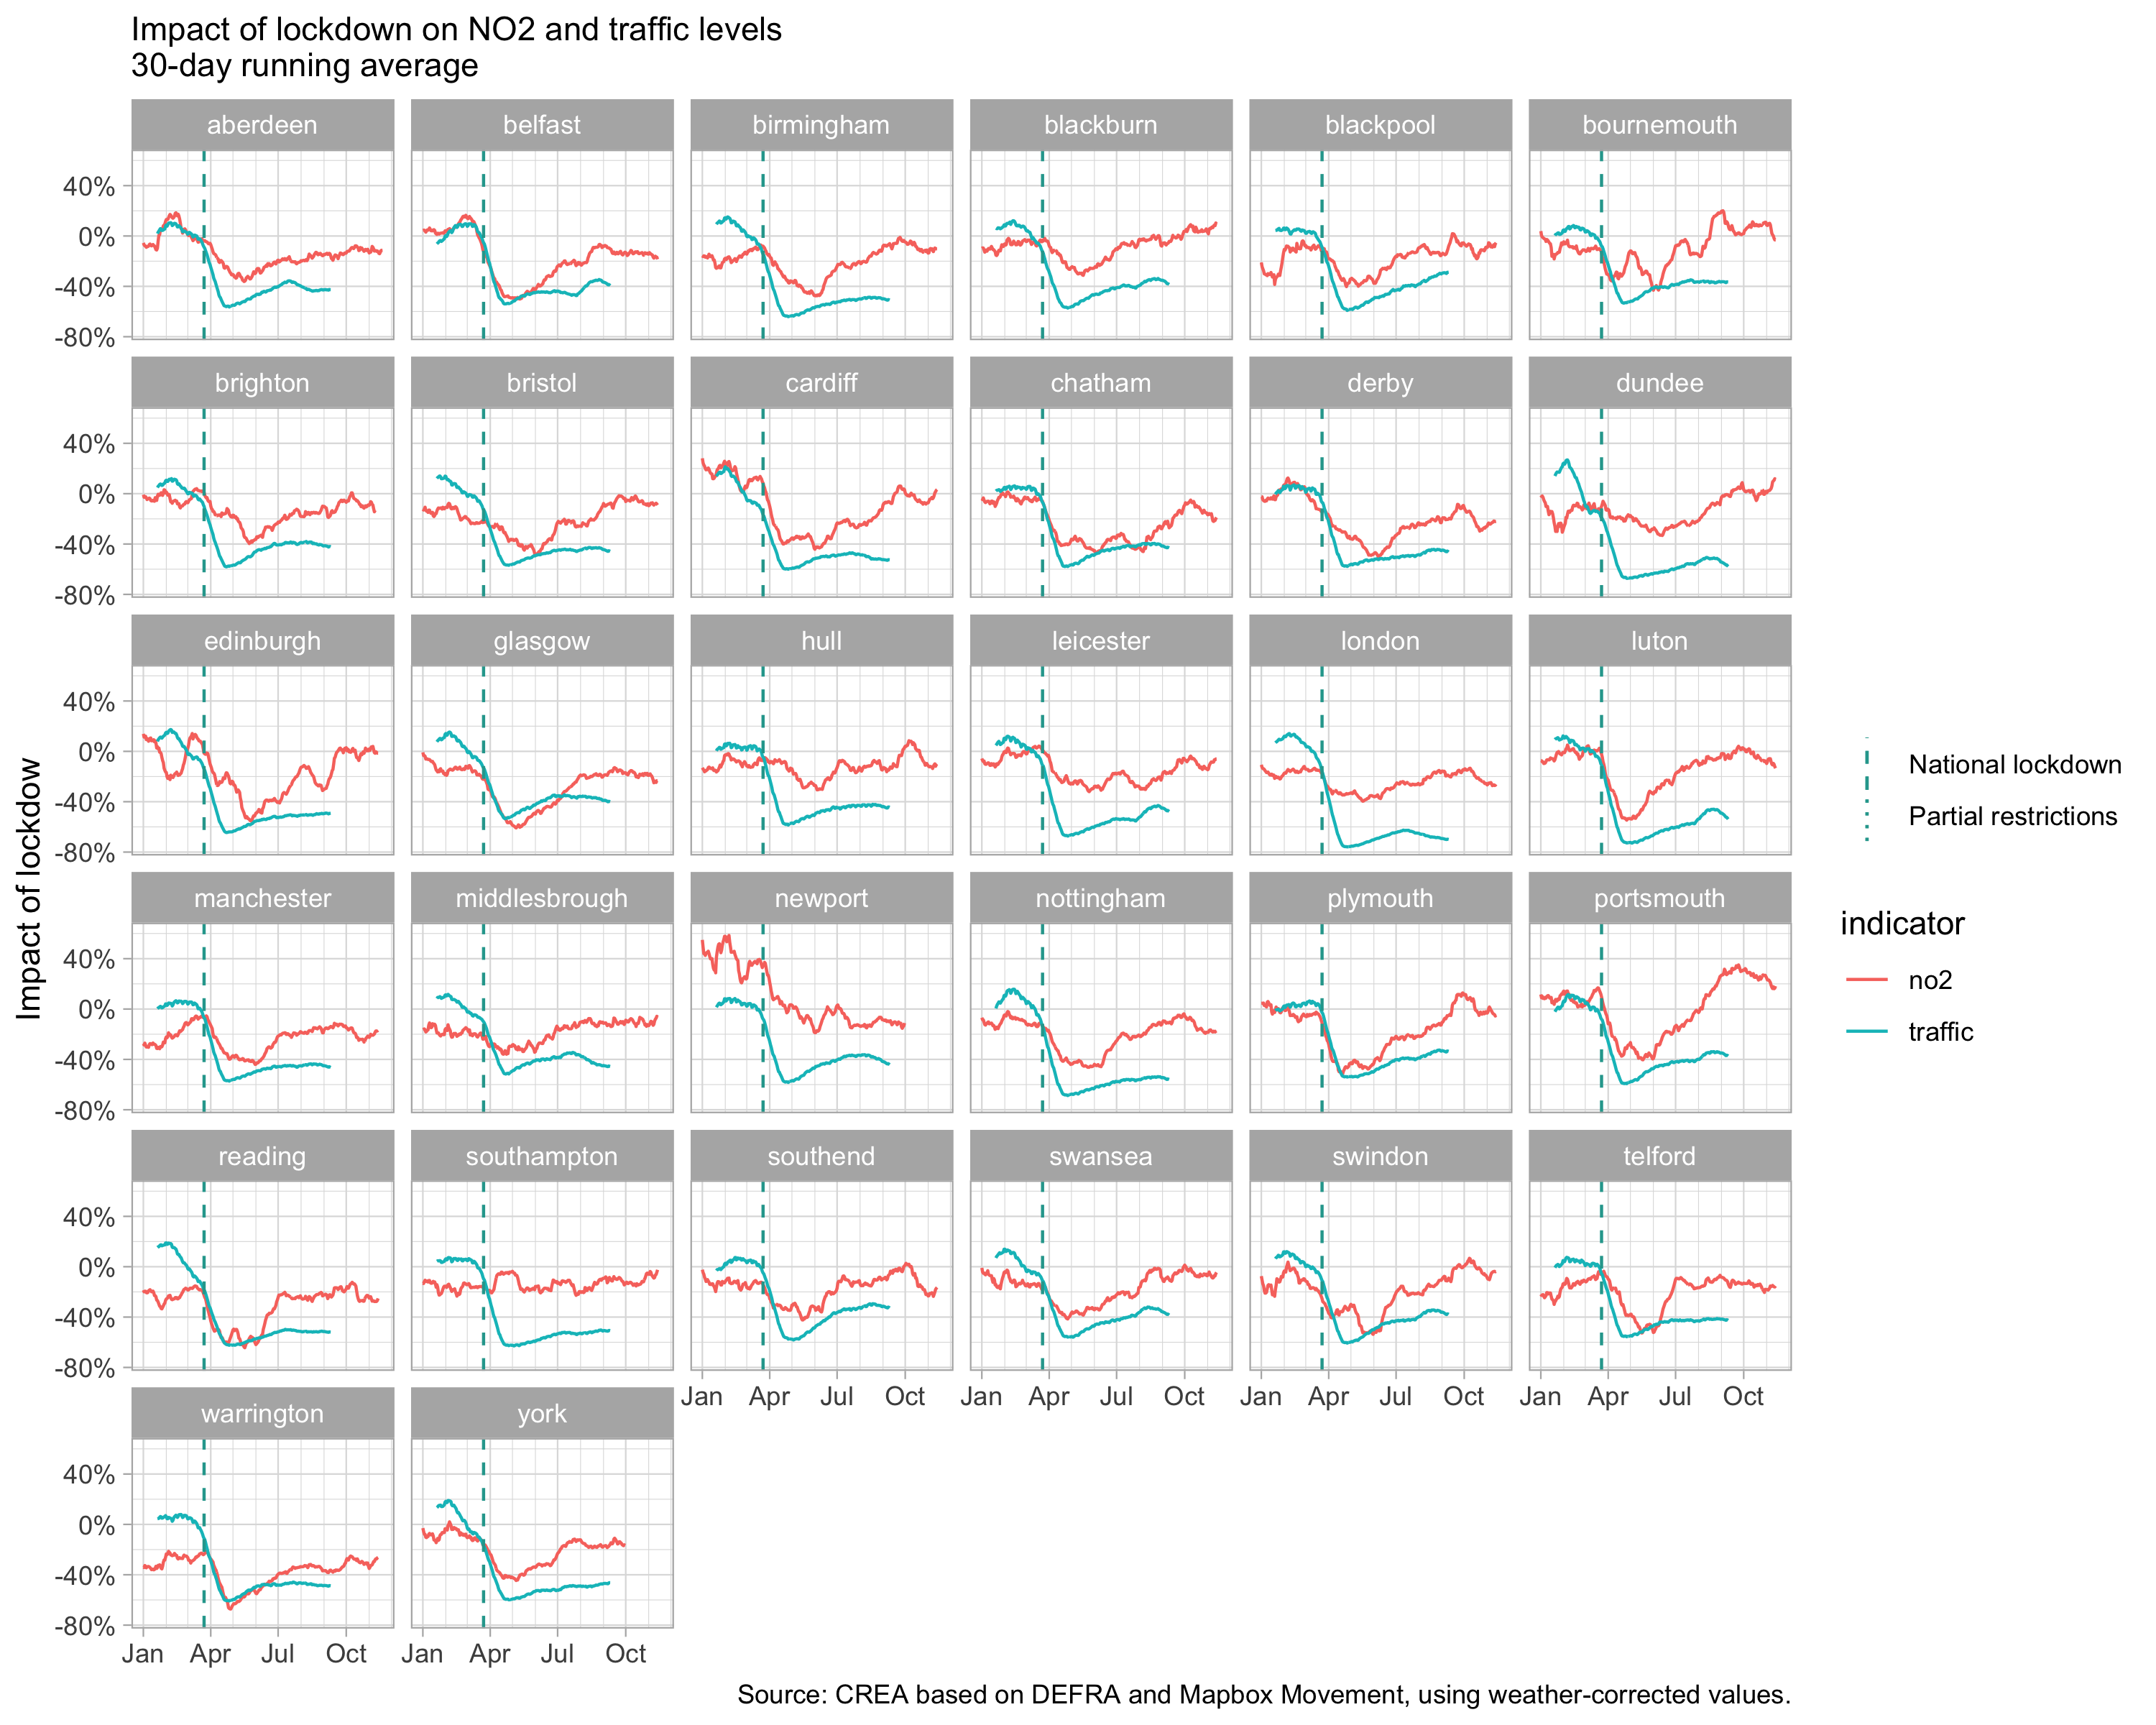 Impact of lockdown on NO2 and traffic levels
30-day running average
aberdeen belfast birmingham blackburn blackpool bournemouth
40%
0%
-40%
-80%
brighton bristol cardiff chatham derby dundee
40%
0%
-40%
-80%
edinburgh glasgow hull leicester london luton
40%
0%
-40%
-80%
manchester middlesbrough newport nottingham plymouth portsmouth
40%
0%
-40%
-80%
reading southampton southend swansea swindon telford
40%
0%
-40%
-80%
Jan Apr Jul Oct Jan Apr Jul Oct Jan Apr Jul Oct Jan Apr Jul Oct
warrington york
40%
0%
-40%
-80%
Jan Apr Jul Oct Jan Apr Jul Oct
Impact of lockdow
National lockdown
Partial restrictions
indicator
no2
traffic
Source: CREA based on DEFRA and Mapbox Movement, using weather-corrected values.